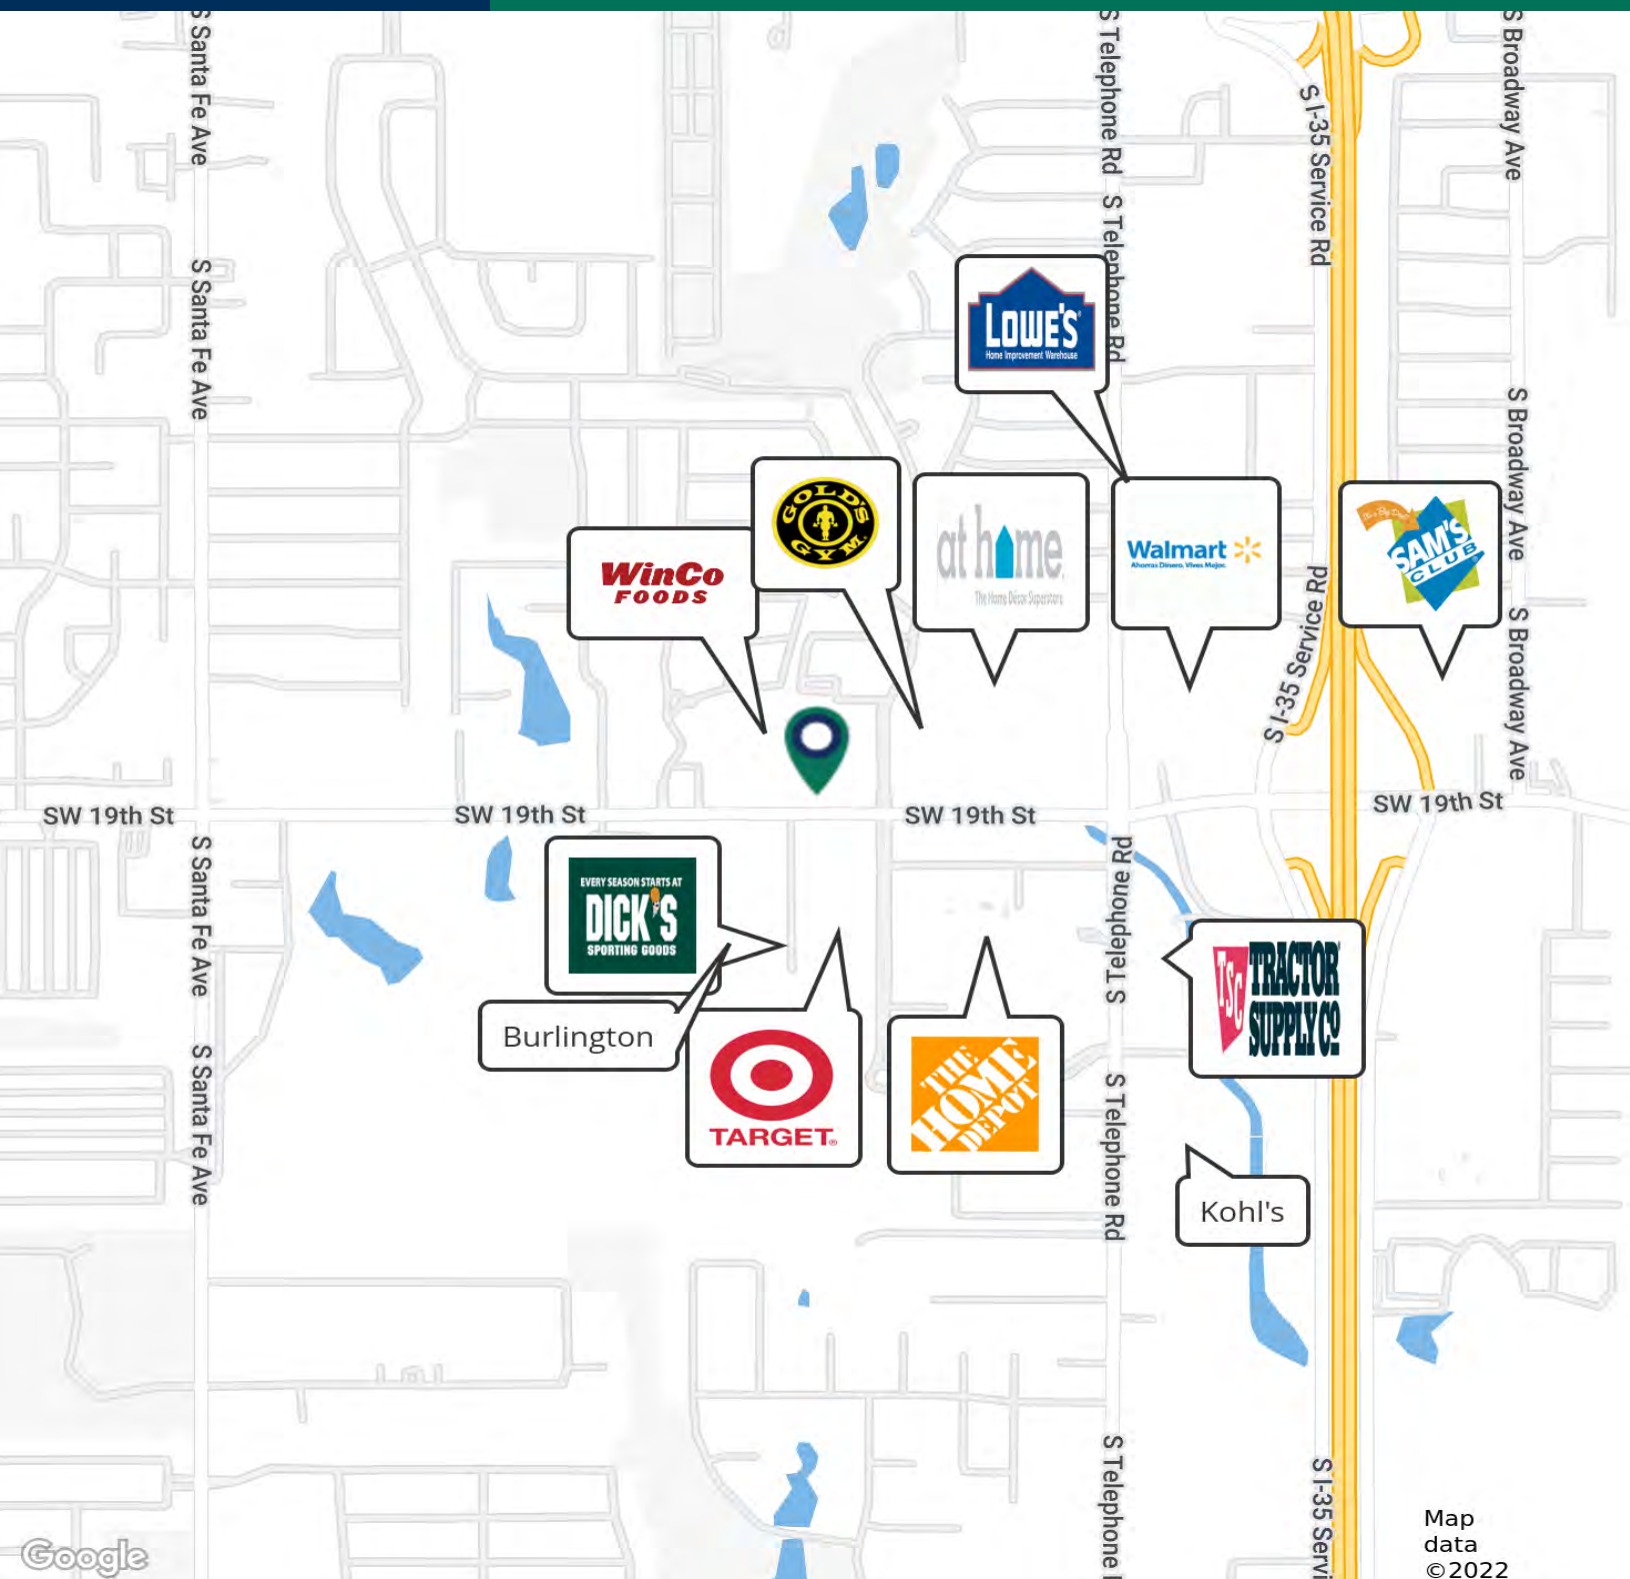 S Santa Fe Ave
S Telephone Rd
S Broadway Ave
S I-35 Service Rd
S Telephone Rd
S Santa Fe Ave
LOWE'S
Home Improvement Warehouse
S Broadway Ave
GOLD'S
GYM.
WinCo
FOODS
at home.
The Home Décor Superstore
Walmart
Ahorras Dinero. Vives Mejor.
SAM'S
CLUB
S I-35 Service Rd
S Broadway Ave
SW 19th St
SW 19th St
SW 19th St
SW 19th St
S Santa Fe Ave
S Telephone Rd
EVERY SEASON STARTS AT
DICK'S
SPORTING GOODS
Burlington
TARGET
THE
HOME
DEPOT
TSC
TRACTOR
SUPPLY CO
S Santa Fe Ave
S Telephone Rd
Kohl's
S Telephone
S I-35 Servi
Google
Map
data
©2022